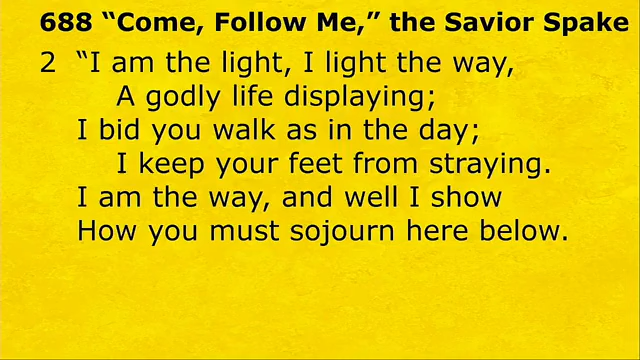 688 “Come, Follow Me,” the Savior Spake
2 “I am the light, I light the way,
A godly life displaying;
I bid you walk as in the day;
I keep your feet from straying.
I am the way, and well I show
How you must sojourn here below.